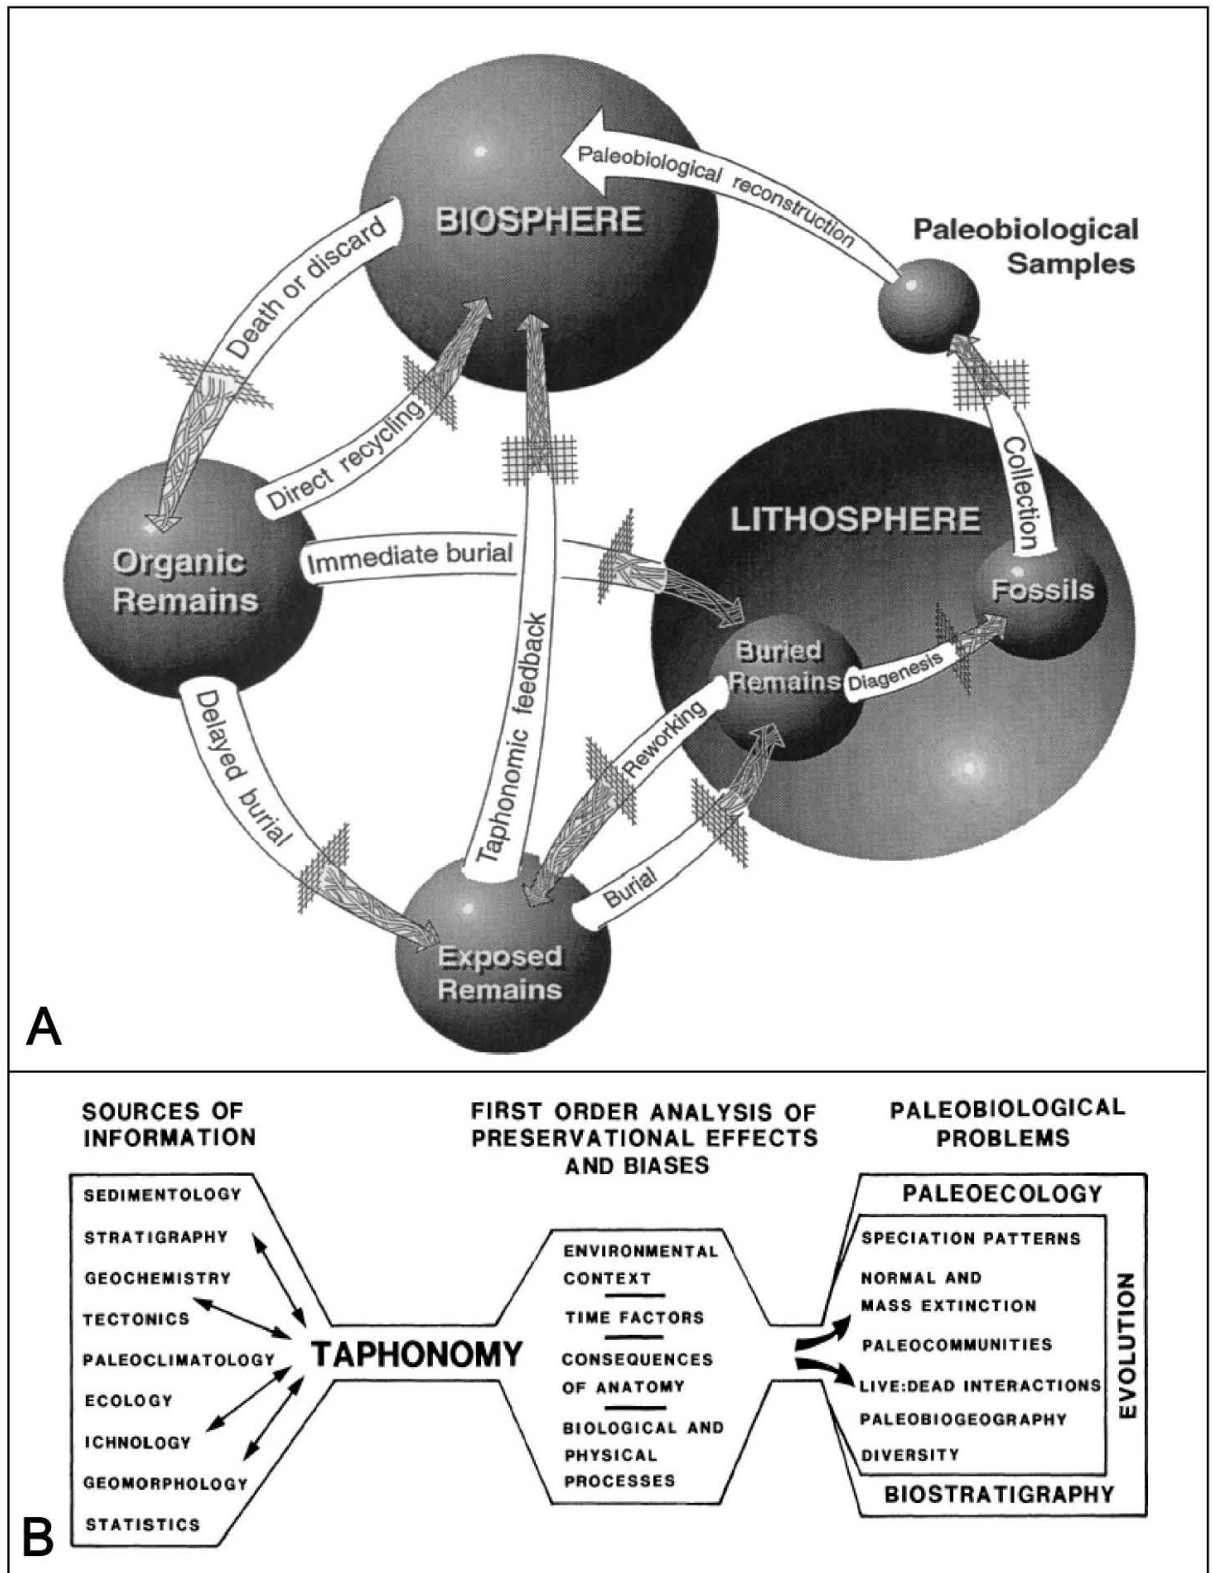 Paleobiological reconstruction
BIOSPHERE
Paleobiological
Samples
Death or discard
Direct recycling
Collection
LITHOSPHERE
Organic
Remains
Immediate burial
Fossils
Buried
Remains
Diagenesis
Taphonomic feedback
Reworking
Delayed burial
Burial
Exposed
Remains
A
SOURCES OF
INFORMATION
SEDIMENTOLOGY
STRATIGRAPHY
GEOCHEMISTRY
TECTONICS
PALEOCLIMATOLOGY
ECOLOGY
ICHNOLOGY
GEOMORPHOLOGY
STATISTICS
TAPHONOMY
FIRST ORDER ANALYSIS OF
PRESERVATIONAL EFFECTS
AND BIASES
ENVIRONMENTAL
CONTEXT
TIME FACTORS
CONSEQUENCES
OF ANATOMY
BIOLOGICAL AND
PHYSICAL
PROCESSES
PALEOBIOLOGICAL
PROBLEMS
PALEOECOLOGY
SPECIATION PATTERNS
NORMAL AND
MASS EXTINCTION
PALEOCOMMUNITIES
LIVE:DEAD INTERACTIONS
PALEOBIOGEOGRAPHY
DIVERSITY
EVOLUTION
BIOSTRATIGRAPHY
B